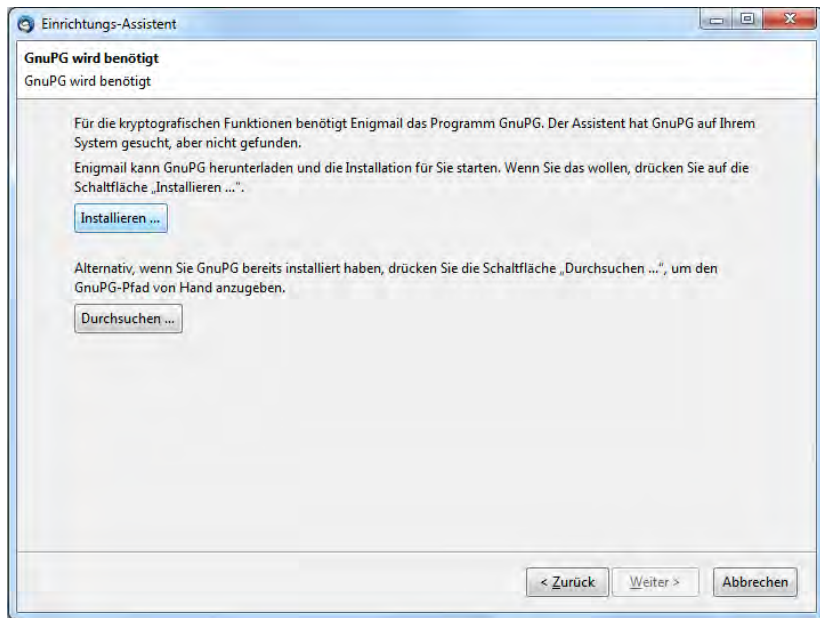 Einrichtungs-Assistent
GnuPG wird benötigt
GnuPG wird benötigt
Für die kryptografischen Funktionen benötigt Enigmail das Programm GnuPG. Der Assistent hat GnuPG auf Ihrem
System gesucht, aber nicht gefunden.
Enigmail kann GnuPG herunterladen und die Installation für Sie starten. Wenn Sie das wollen, drücken Sie auf die
Schaltfläche „Installieren ...“.
Installieren ...
Alternativ, wenn Sie GnuPG bereits installiert haben, drücken Sie die Schaltfläche „Durchsuchen ...“, um den
GnuPG-Pfad von Hand anzugeben.
Durchsuchen ...
< Zurück Weiter > Abbrechen